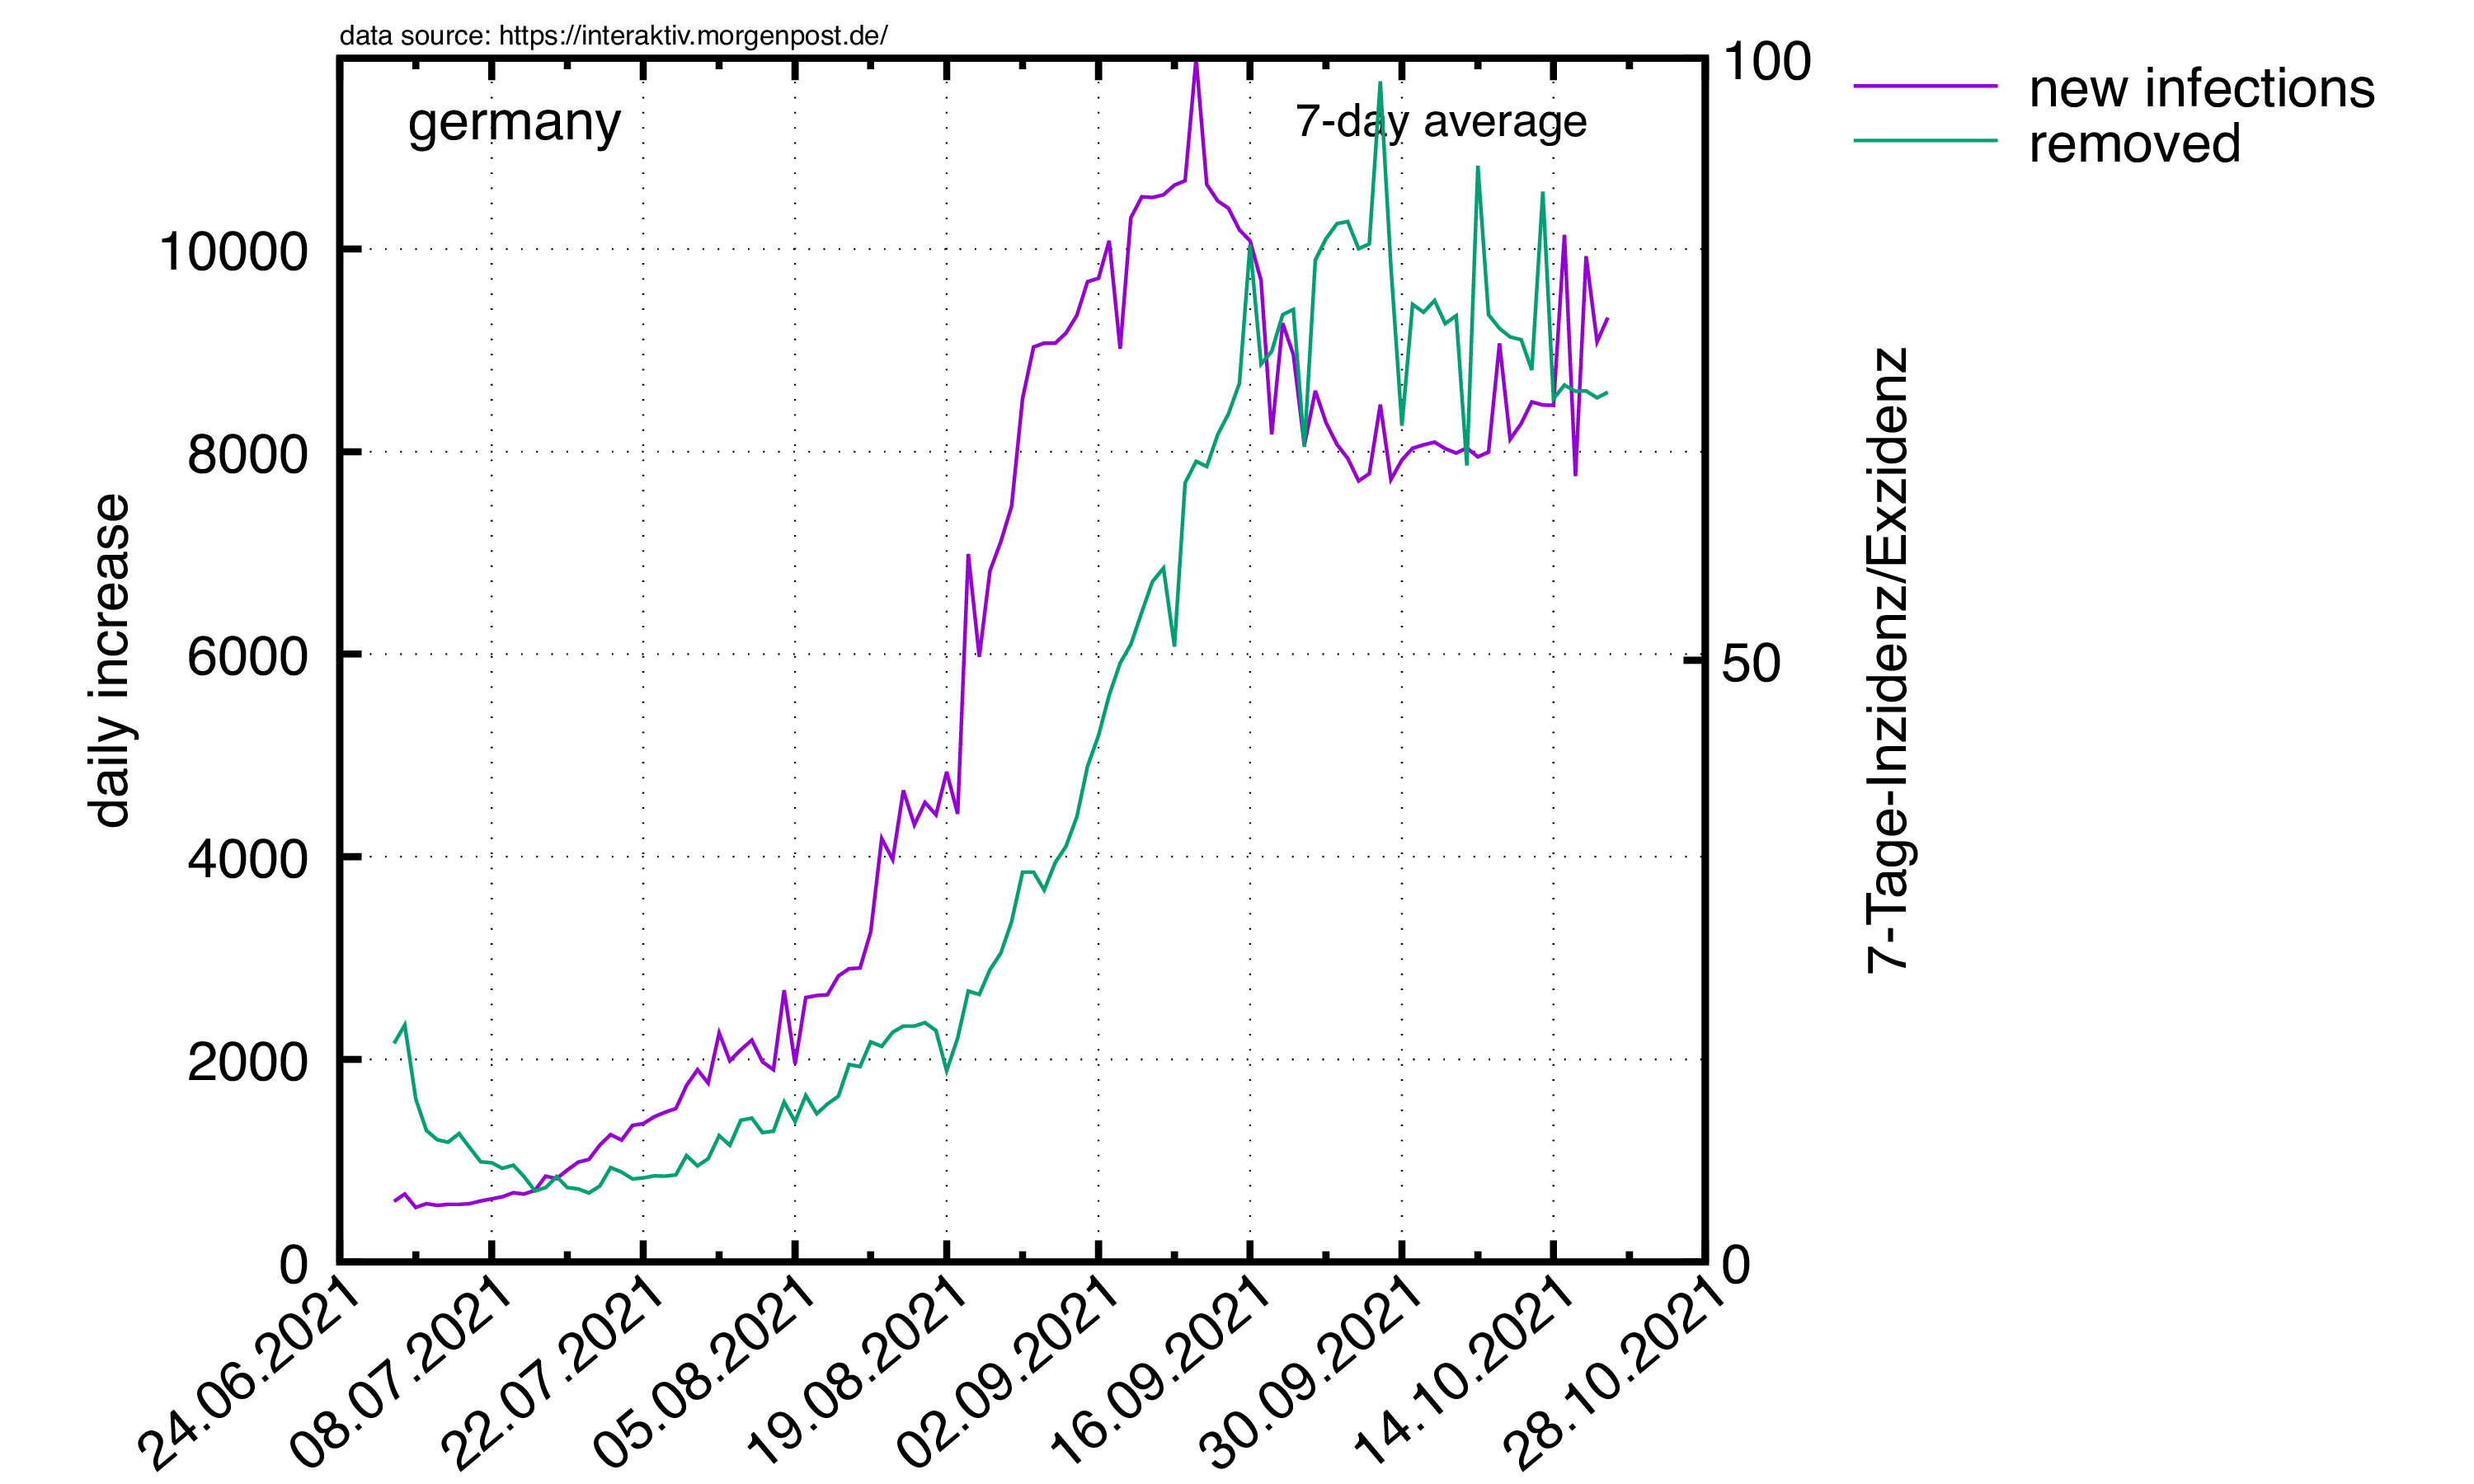 data source: https://interaktiv.morgenpost.de/
germany
7-day average
new infections
removed
100
50
0
10000
8000
6000
4000
2000
0
daily increase
7-Tage-Inzidenz/Exzidenz
24.06.2021
08.07.2021
22.07.2021
05.08.2021
19.08.2021
02.09.2021
16.09.2021
30.09.2021
14.10.2021
28.10.2021